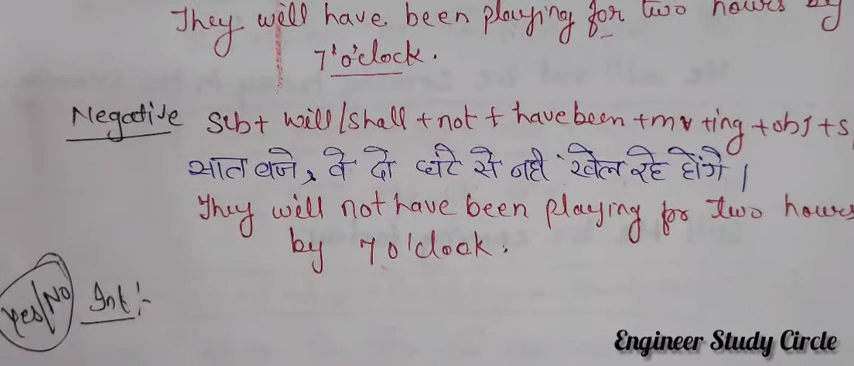 They will have been playing for two hours by
7'o'clock.
Negative Sub+ will/shall + not + have been + mv +ing + obj + s
सात बजे, वे दो घंटे से नहीं खेल रहे होंगे।
They will not have been playing for two hours
by 7 o'clock.
Yes/No Int :-
Engineer Study Circle